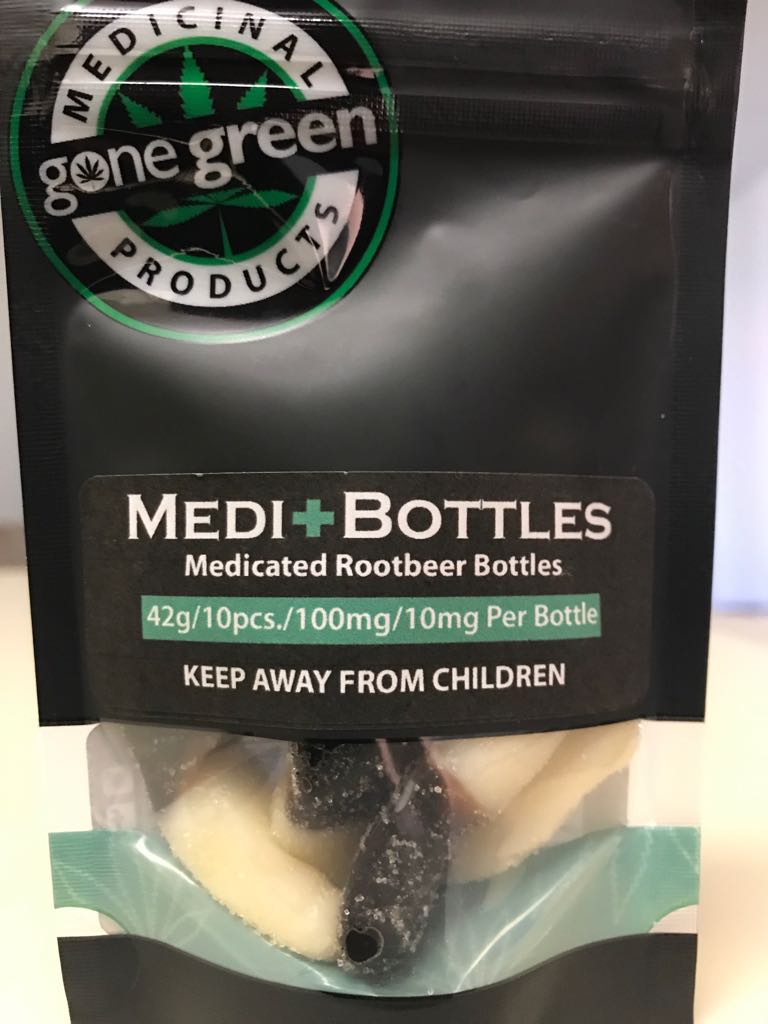 MEDICINAL
gone green
PRODUCTS
MEDI+BOTTLES
Medicated Rootbeer Bottles
42g/10pcs./100mg/10mg Per Bottle
KEEP AWAY FROM CHILDREN